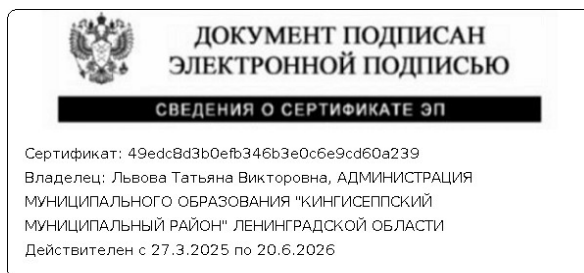 ДОКУМЕНТ ПОДПИСАН
ЭЛЕКТРОННОЙ ПОДПИСЬЮ
СВЕДЕНИЯ О СЕРТИФИКАТЕ ЭП
Сертификат: 49edc8d3b0efb346b3e0c6e9cd60a239
Владелец: Львова Татьяна Викторовна, АДМИНИСТРАЦИЯ
МУНИЦИПАЛЬНОГО ОБРАЗОВАНИЯ "КИНГИСЕППСКИЙ
МУНИЦИПАЛЬНЫЙ РАЙОН" ЛЕНИНГРАДСКОЙ ОБЛАСТИ
Действителен с 27.3.2025 по 20.6.2026